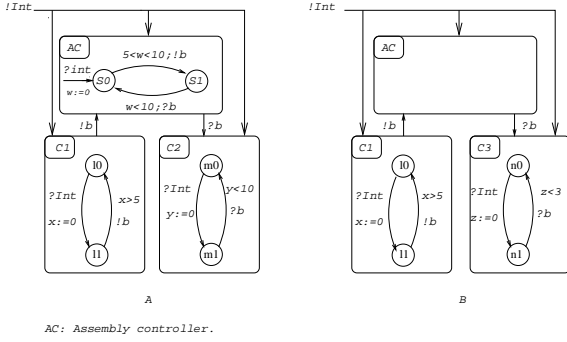 !Int
!Int
AC
AC
5<w<10;!b
?int
S0
S1
w:=0
w<10;?b
!b
?b
!b
?b
C1
C2
C1
C3
l0
m0
l0
n0
?Int
x>5
?Int
y<10
?Int
x>5
?Int
z<3
x:=0
!b
y:=0
?b
x:=0
!b
z:=0
?b
l1
m1
l1
n1
A
B
AC: Assembly controller.